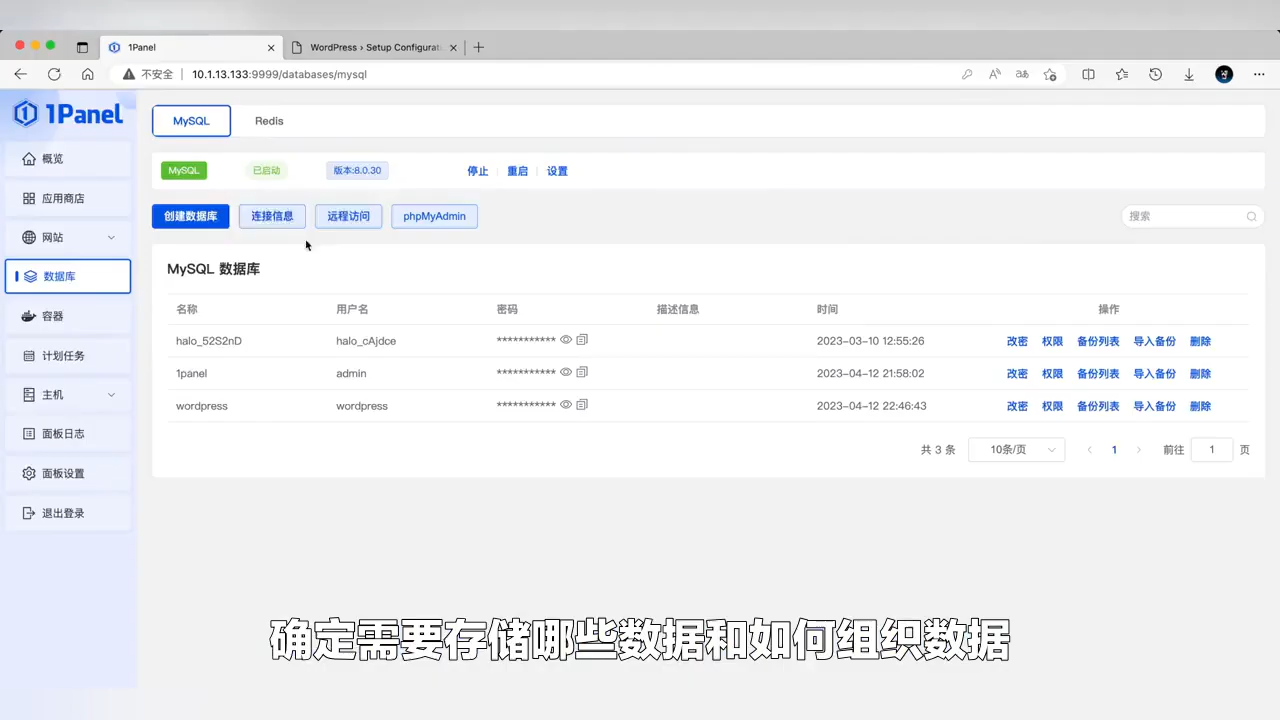 1Panel
WordPress › Setup Configurat
不安全 | 10.1.13.133:9999/databases/mysql
1Panel
概览
应用商店
网站
数据库
容器
计划任务
主机
面板日志
面板设置
退出登录
MySQL Redis
MySQL 已启动 版本:8.0.30 停止 重启 设置
创建数据库 连接信息 远程访问 phpMyAdmin 搜索
MySQL 数据库
名称 用户名 密码 描述信息 时间 操作
halo_52S2nD halo_cAjdce *********** 2023-03-10 12:55:26 改密 权限 备份列表 导入备份 删除
1panel admin *********** 2023-04-12 21:58:02 改密 权限 备份列表 导入备份 删除
wordpress wordpress *********** 2023-04-12 22:46:43 改密 权限 备份列表 导入备份 删除
共 3 条 10条/页 1 前往 1 页
确定需要存储哪些数据和如何组织数据